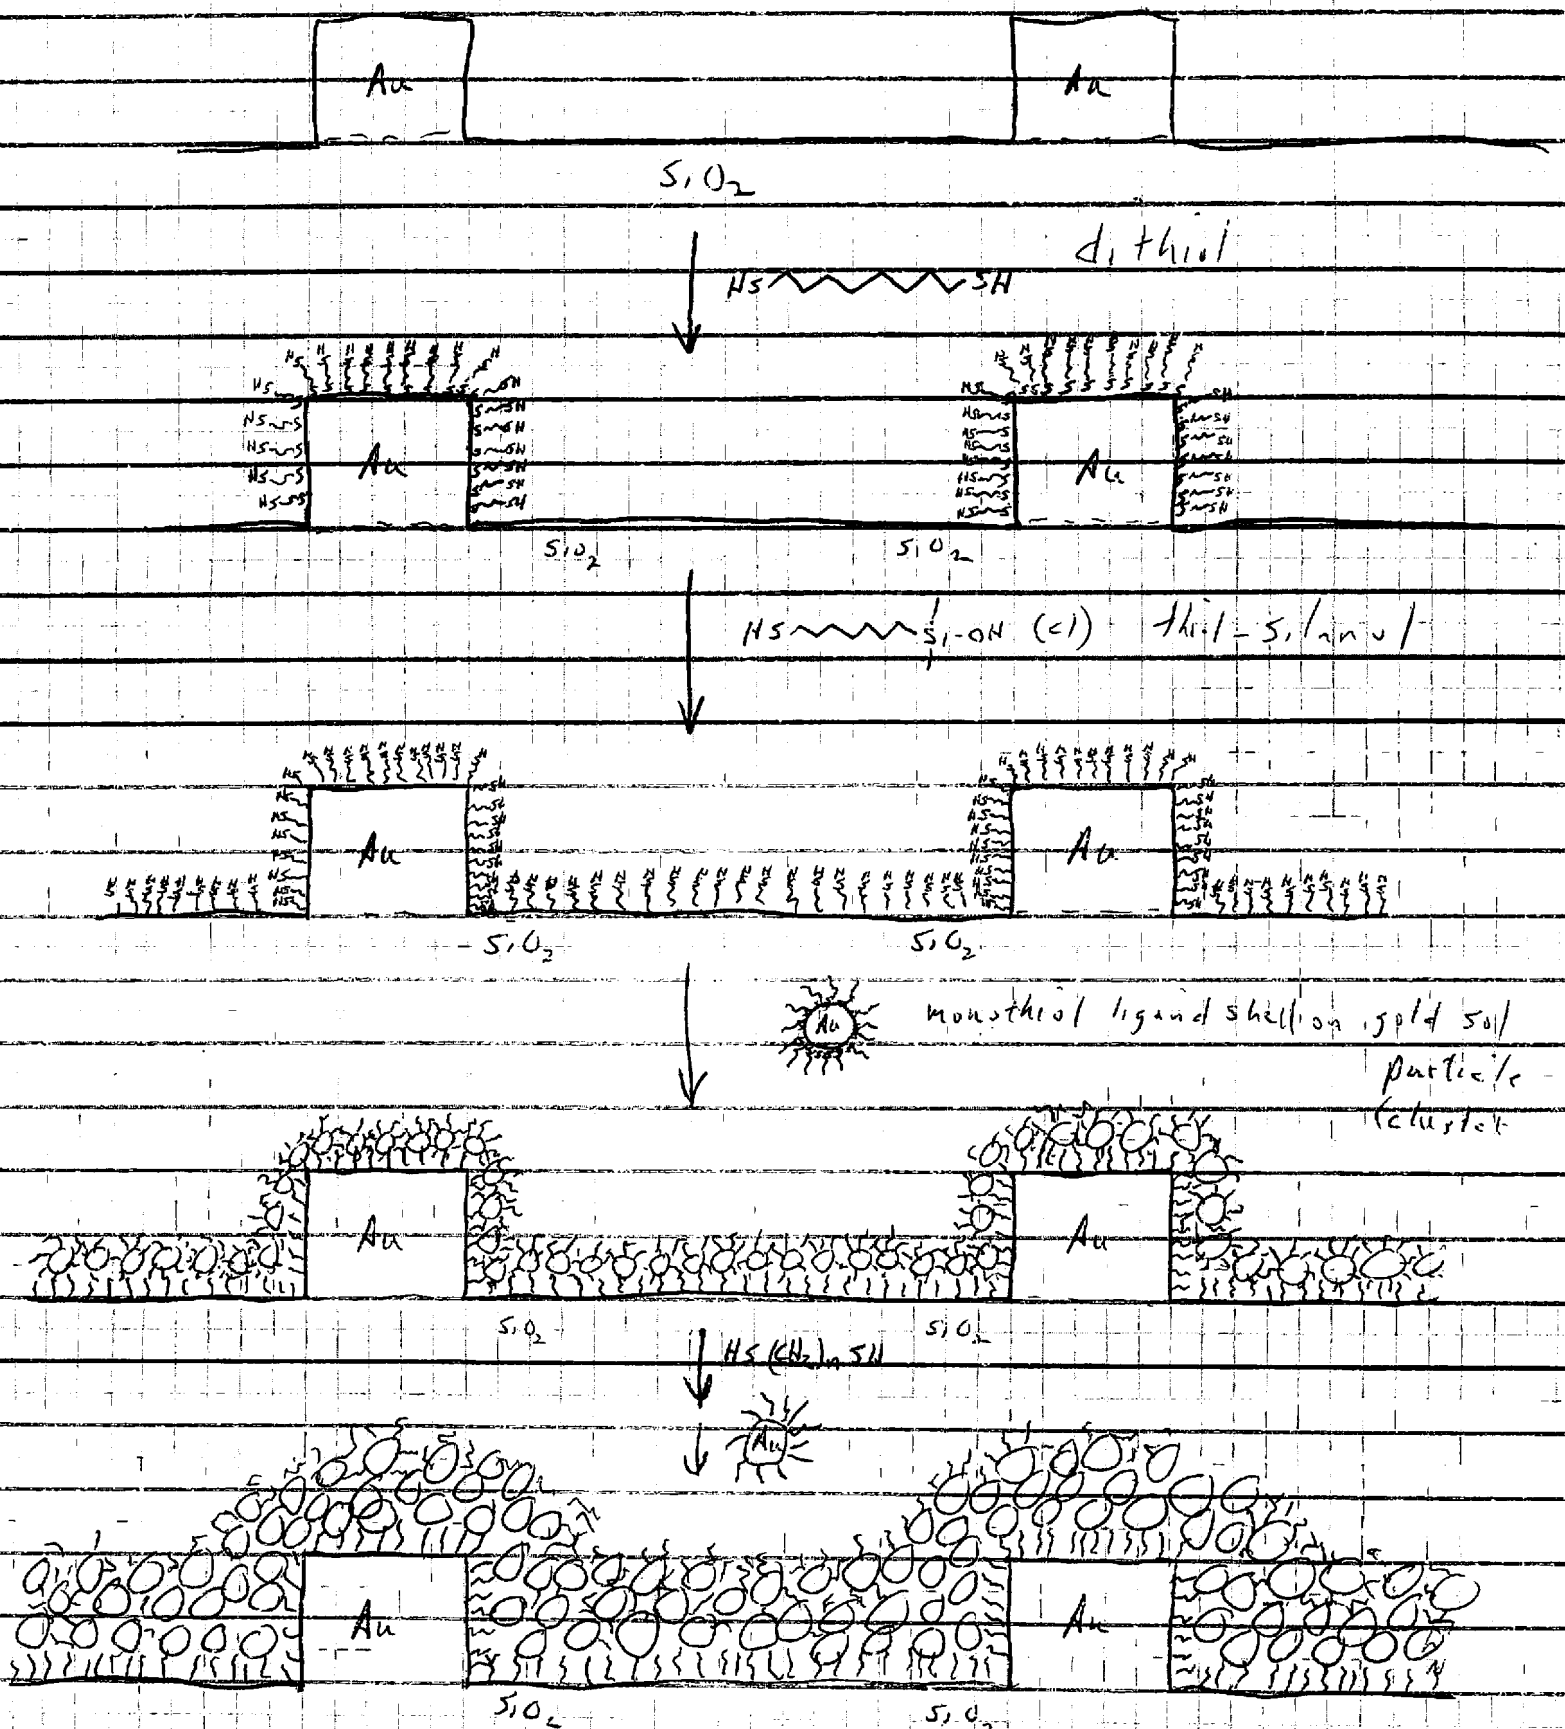 Au Au
SiO2
dithiol
HS SH
Au Au
SiO2 SiO2
HS Si-OH (Cl) thiol-silanol
Au Au
SiO2 SiO2
Au monothiol ligand shell on gold sol
particle
(cluster
Au Au
SiO2 SiO2
HS(CH2)nSH
Au
Au Au
SiO2 SiO2